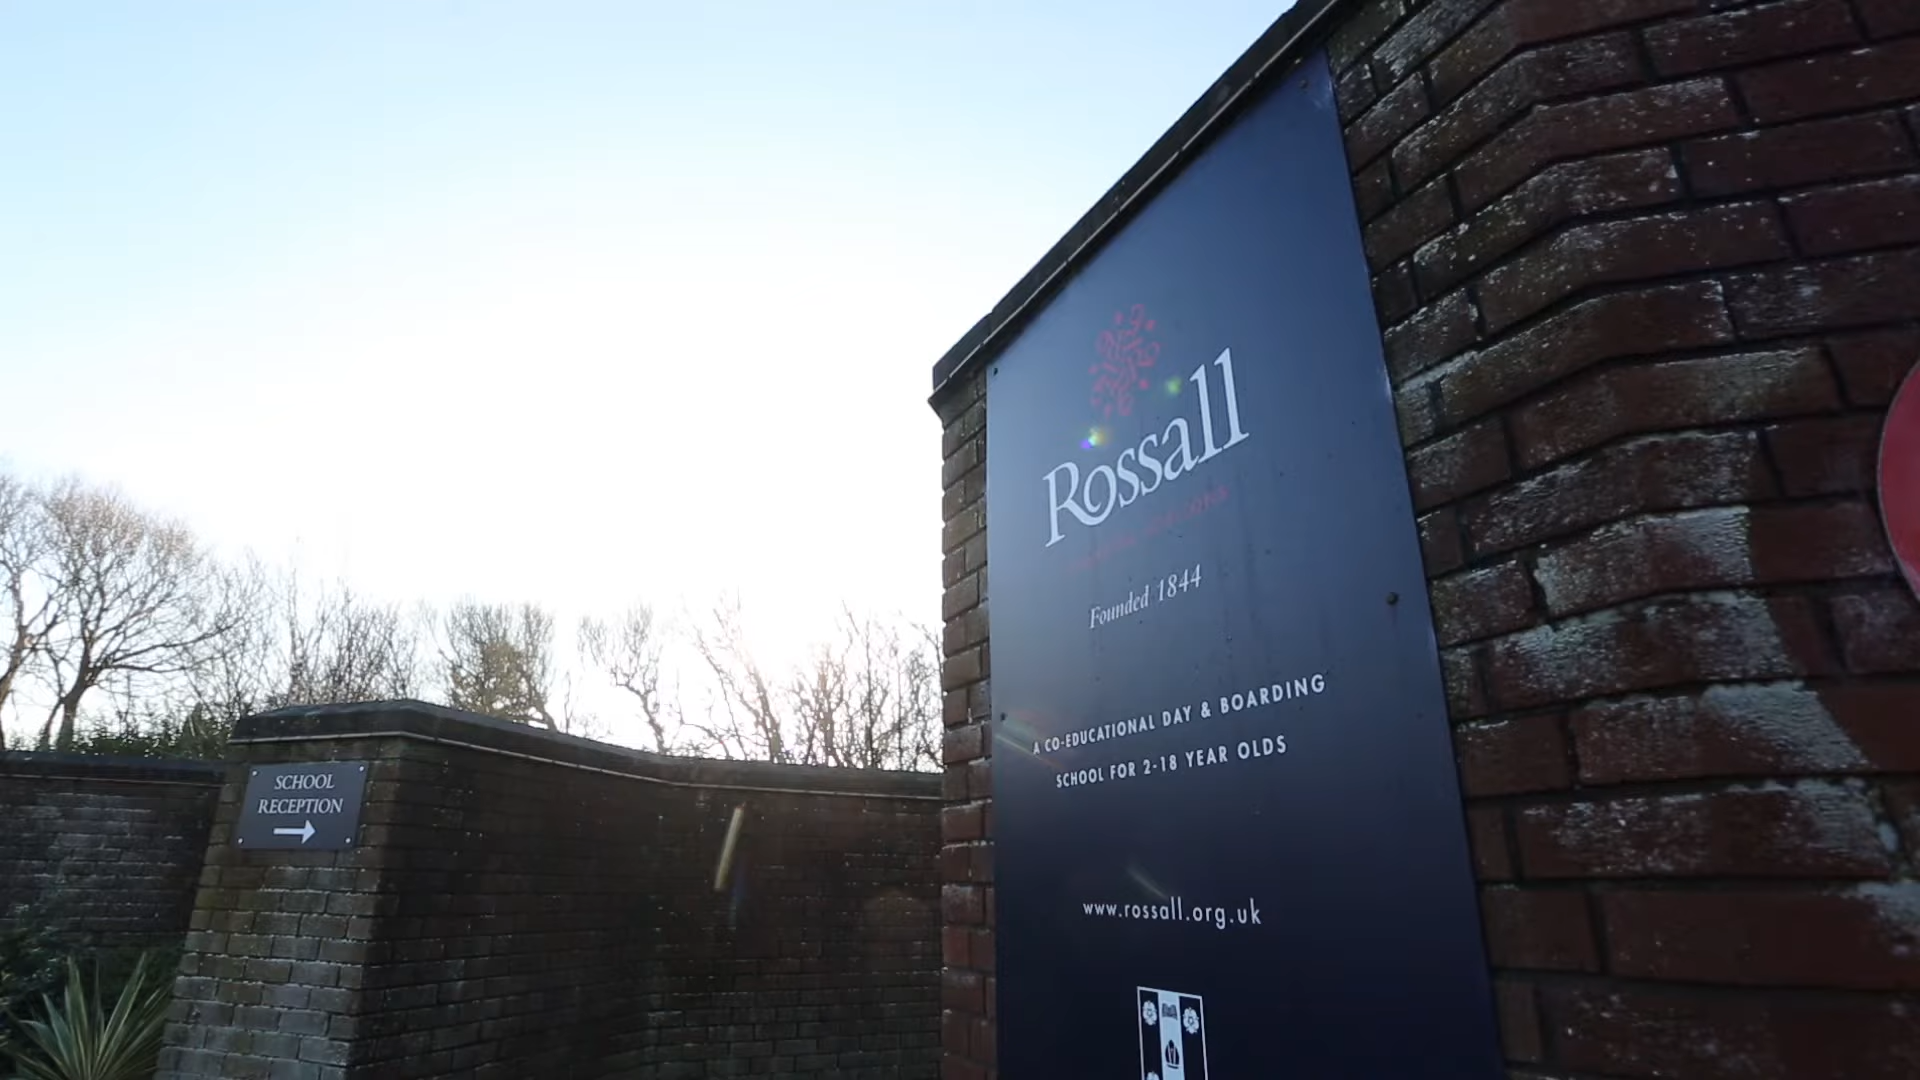 Rossall
Founded 1844
A CO-EDUCATIONAL DAY & BOARDING
SCHOOL FOR 2-18 YEAR OLDS
www.rossall.org.uk
SCHOOL
RECEPTION